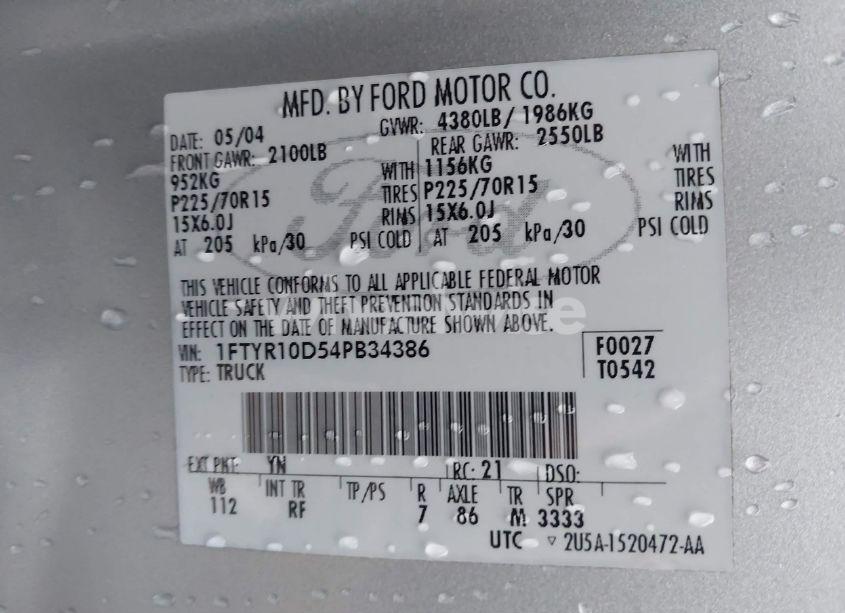 MFD. BY FORD MOTOR CO.
DATE: 05/04 GVWR: 4380LB/ 1986KG
FRONT GAWR: 2100LB REAR GAWR: 2550LB
952KG WITH 1156KG WITH
P225/70R15 TIRES P225/70R15 TIRES
15X6.0J RIMS 15X6.0J RIMS
AT 205 kPa/30 PSI COLD AT 205 kPa/30 PSI COLD
Ford
THIS VEHICLE CONFORMS TO ALL APPLICABLE FEDERAL MOTOR
VEHICLE SAFETY AND THEFT PREVENTION STANDARDS IN
EFFECT ON THE DATE OF MANUFACTURE SHOWN ABOVE.
VIN: 1FTYR10D54PB34386 F0027
TYPE: TRUCK T0542
EXT PNT: YN RC: 21 DSO:
WB INT TR TP/PS R AXLE TR SPR
112 RF 7 86 M 3333
UTC ▿ 2U5A-1520472-AA